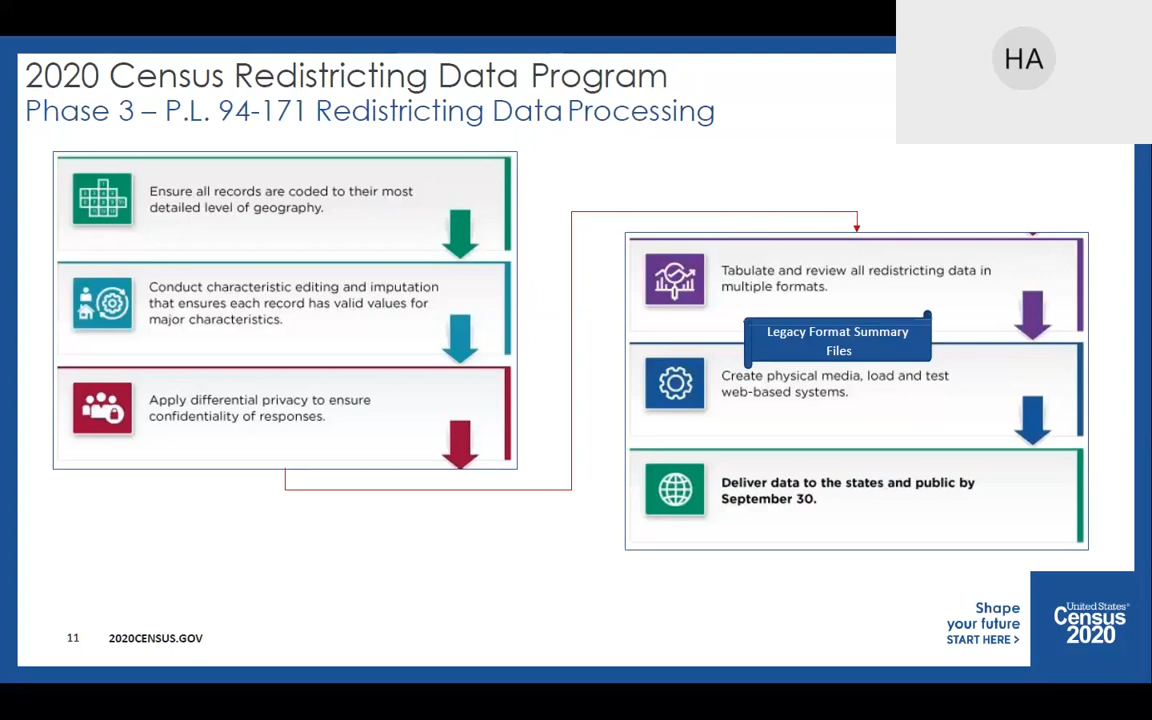 HA
2020 Census Redistricting Data Program
Phase 3 – P.L. 94-171 Redistricting Data Processing
Ensure all records are coded to their most
detailed level of geography.
Conduct characteristic editing and imputation
that ensures each record has valid values for
major characteristics.
Apply differential privacy to ensure
confidentiality of responses.
Tabulate and review all redistricting data in
multiple formats.
Legacy Format Summary
Files
Create physical media, load and test
web-based systems.
Deliver data to the states and public by
September 30.
11 2020CENSUS.GOV
Shape
your future
START HERE >
United States®
Census
2020